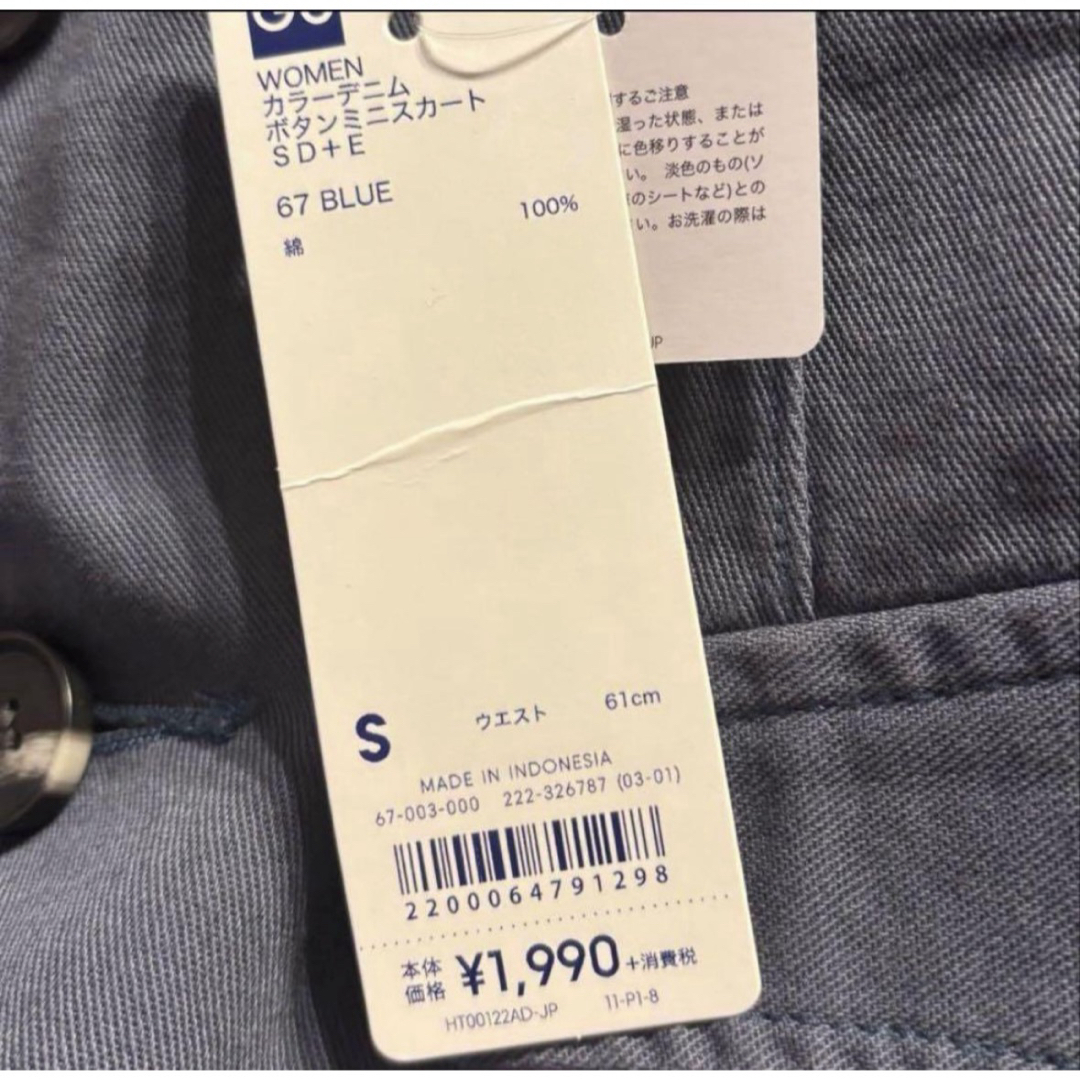 GU
WOMEN
カラーデニム
ボタンミニスカート
SD+E
67 BLUE
綿 100%
S ウエスト 61cm
MADE IN INDONESIA
67-003-000 222-326787 (03-01)
2200064791298
本体価格 ¥1,990 +消費税
HT00122AD-JP 11-P1-8
するご注意
湿った状態、または
に色移りすることが
い。 淡色のもの(ソ
のシートなど)との
い。お洗濯の際は
JP